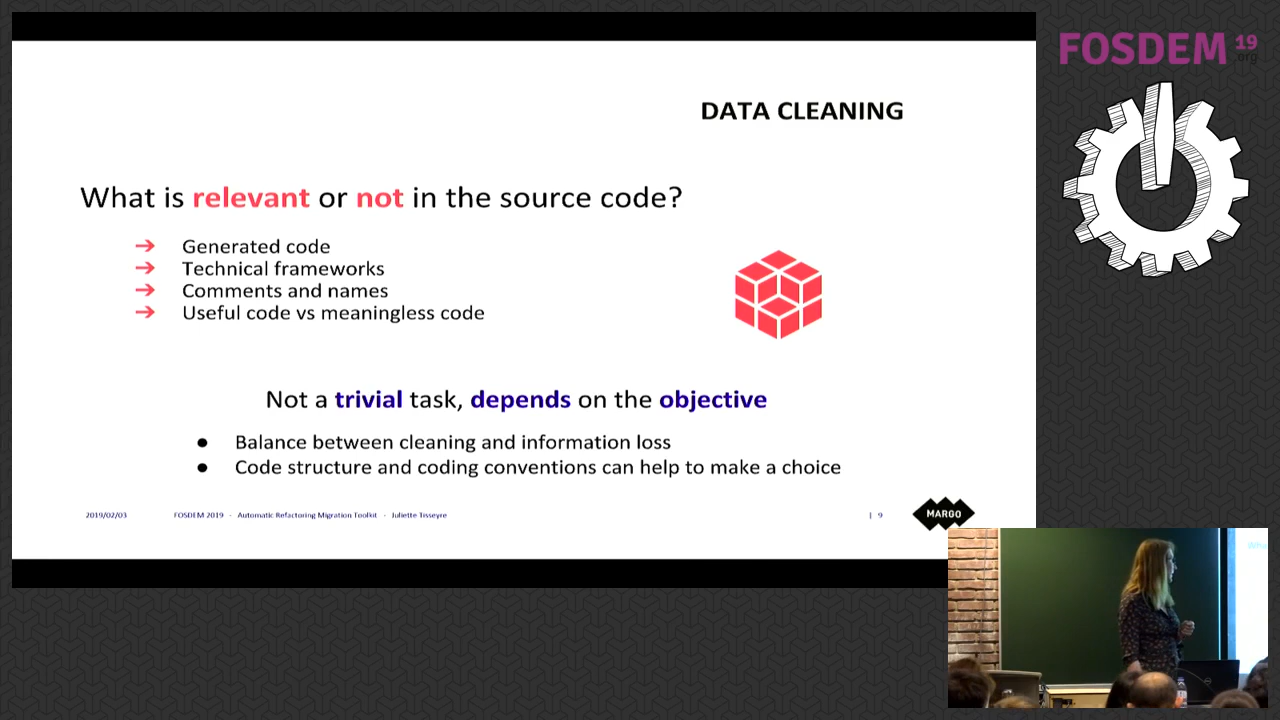 FOSDEM 19
.org
DATA CLEANING
What is relevant or not in the source code?
➔ Generated code
➔ Technical frameworks
➔ Comments and names
➔ Useful code vs meaningless code
Not a trivial task, depends on the objective
● Balance between cleaning and information loss
● Code structure and coding conventions can help to make a choice
2019/02/03 FOSDEM 2019 - Automatic Refactoring Migration Toolkit - Juliette Tisseyre | 9
MARGO